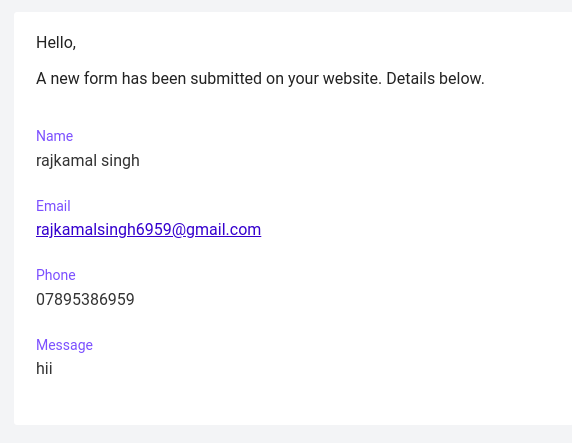 Hello,
A new form has been submitted on your website. Details below.
Name
rajkamal singh
Email
rajkamalsingh6959@gmail.com
Phone
07895386959
Message
hii